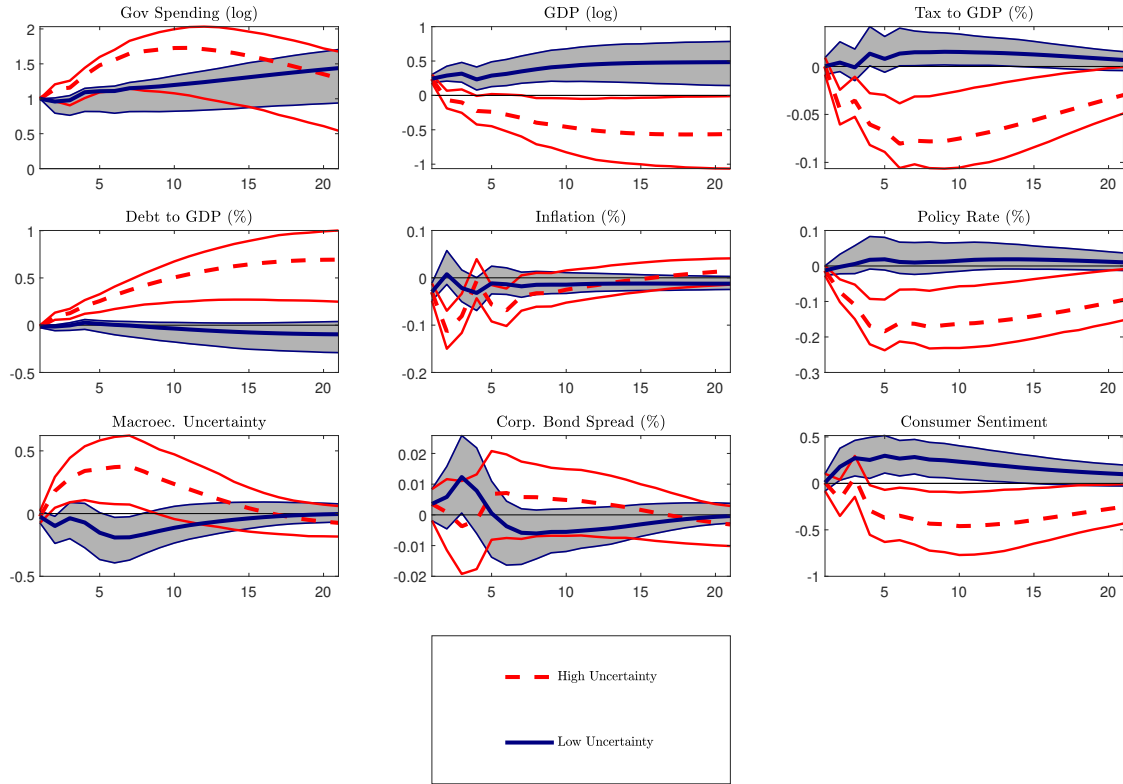 Gov Spending (log)
2
1.5
1
0.5
0
5 10 15 20
GDP (log)
1
0.5
0
-0.5
-1
5 10 15 20
Tax to GDP (%)
0
-0.05
-0.1
5 10 15 20
Debt to GDP (%)
1
0.5
0
-0.5
5 10 15 20
Inflation (%)
0.1
0
-0.1
-0.2
5 10 15 20
Policy Rate (%)
0.1
0
-0.1
-0.2
-0.3
5 10 15 20
Macroec. Uncertainty
0.5
0
-0.5
5 10 15 20
Corp. Bond Spread (%)
0.02
0.01
0
-0.01
-0.02
5 10 15 20
Consumer Sentiment
0.5
0
-0.5
-1
5 10 15 20
High Uncertainty
Low Uncertainty